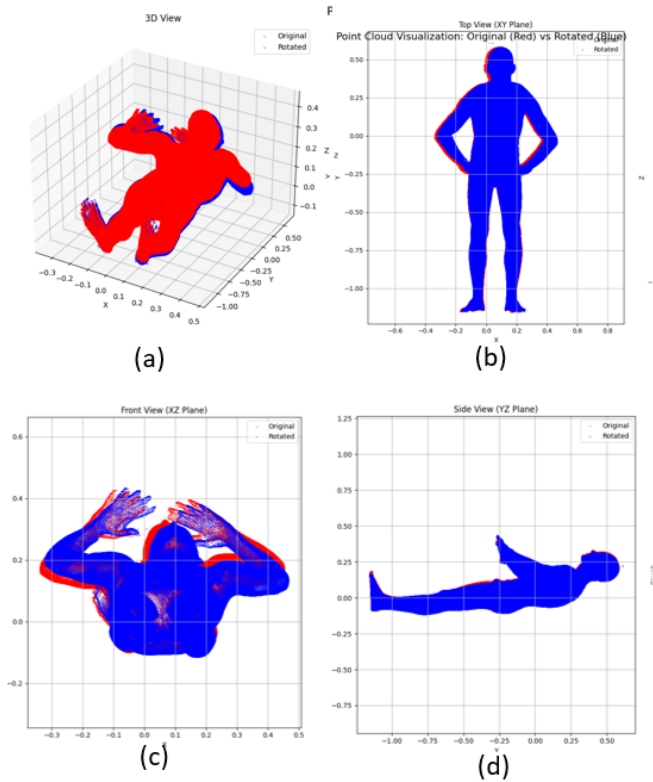 P
3D View
Original
Rotated
0.4
0.3
0.2
0.1
0.0
−0.1
Z
0.50
0.25
0.00
−0.25
−0.50
−0.75
−1.00
Y
−0.3
−0.2
−0.1
0.0
0.1
0.2
0.3
0.4
0.5
X
(a)
Top View (XY Plane)
Point Cloud Visualization: Original (Red) vs Rotated (Blue)
Original
Rotated
0.50
0.25
0.00
−0.25
−0.50
−0.75
−1.00
Z
Y
Z
−0.6
−0.4
−0.2
0.0
0.2
0.4
0.6
0.8
X
(b)
Front View (XZ Plane)
Original
Rotated
0.6
0.4
0.2
0.0
−0.2
−0.3
−0.2
−0.1
0.0
0.1
0.2
0.3
0.4
0.5
(c)
Side View (YZ Plane)
Original
Rotated
1.25
1.00
0.75
0.50
0.25
0.00
−0.25
−0.50
−0.75
−1.00
−0.75
−0.50
−0.25
0.00
0.25
0.50
(d)